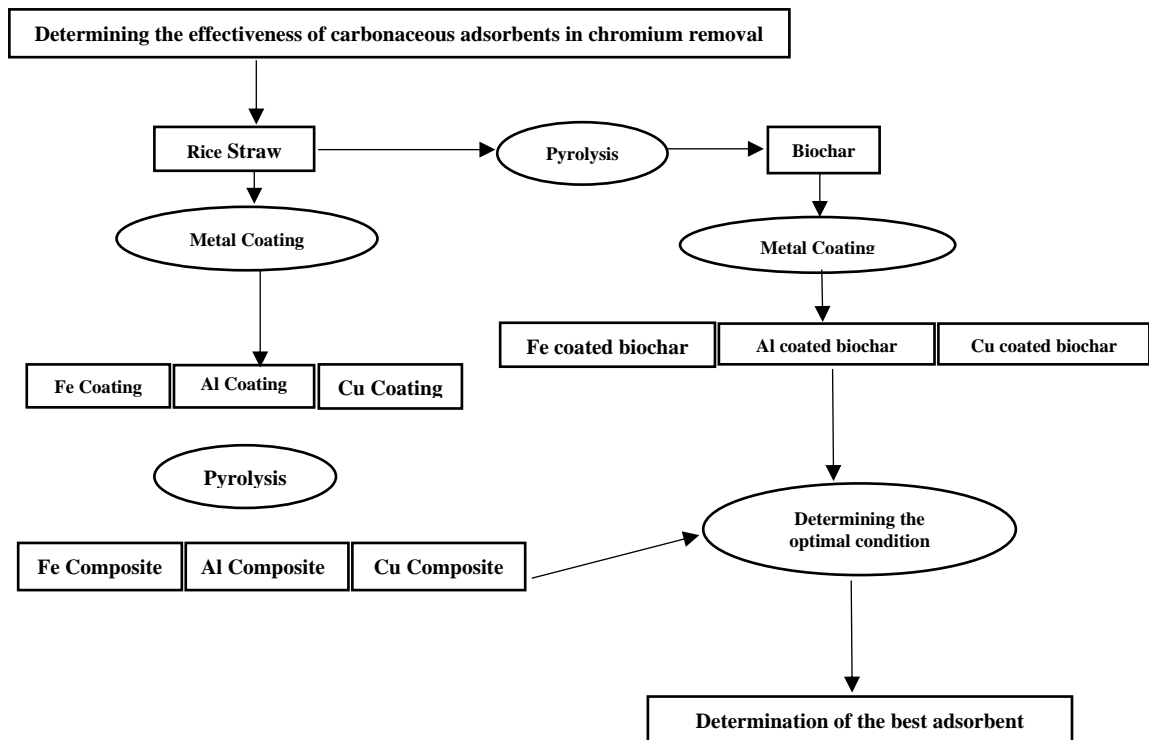 Determining the effectiveness of carbonaceous adsorbents in chromium removal
Rice Straw
Pyrolysis
Biochar
Metal Coating
Metal Coating
Fe coated biochar
Al coated biochar
Cu coated biochar
Fe Coating
Al Coating
Cu Coating
Pyrolysis
Determining the
optimal condition
Fe Composite
Al Composite
Cu Composite
Determination of the best adsorbent